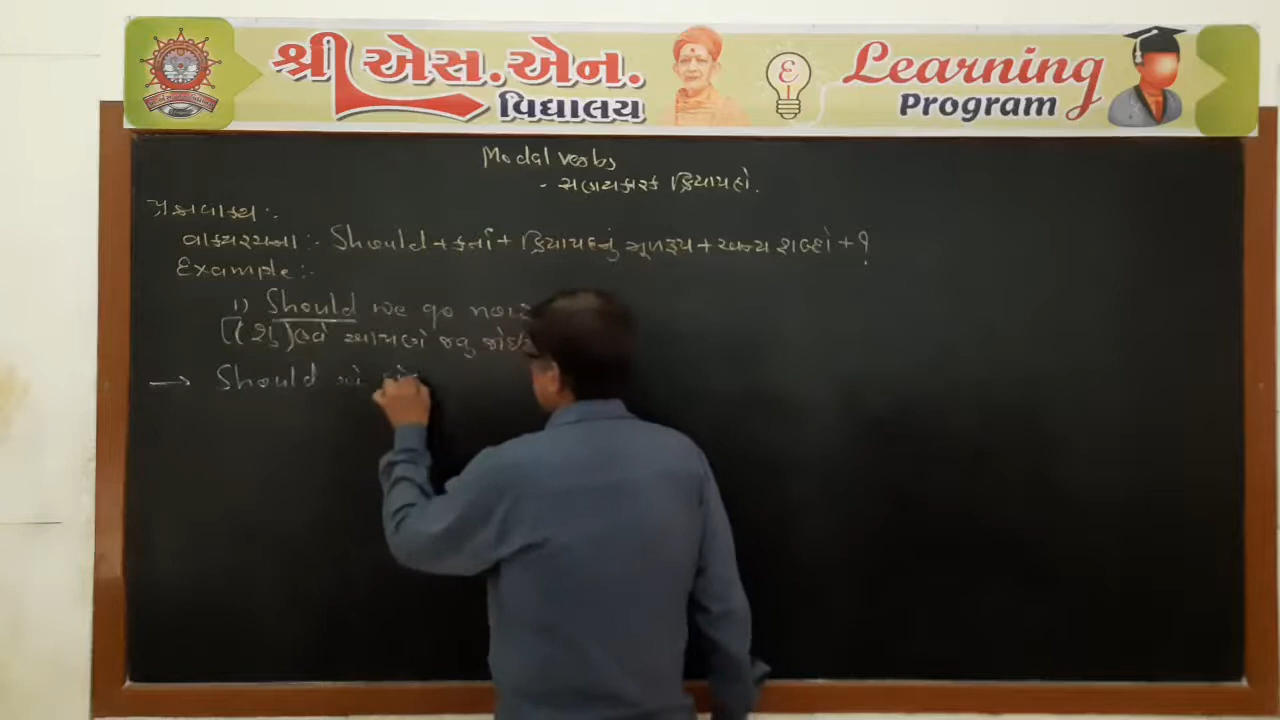 શ્રી એસ.એન. વિદ્યાલય
Learning Program
Modal verbs
- સહાયકારક ક્રિયાપદો.
પ્રશ્નવાક્ય:-
વાક્યરચના:- Should + કર્તા + ક્રિયાપદનું મૂળરૂપ + અન્ય શબ્દો + ?
Example:-
1) Should we go now
[(શું) હવે આપણે જવુ
→ Should નો